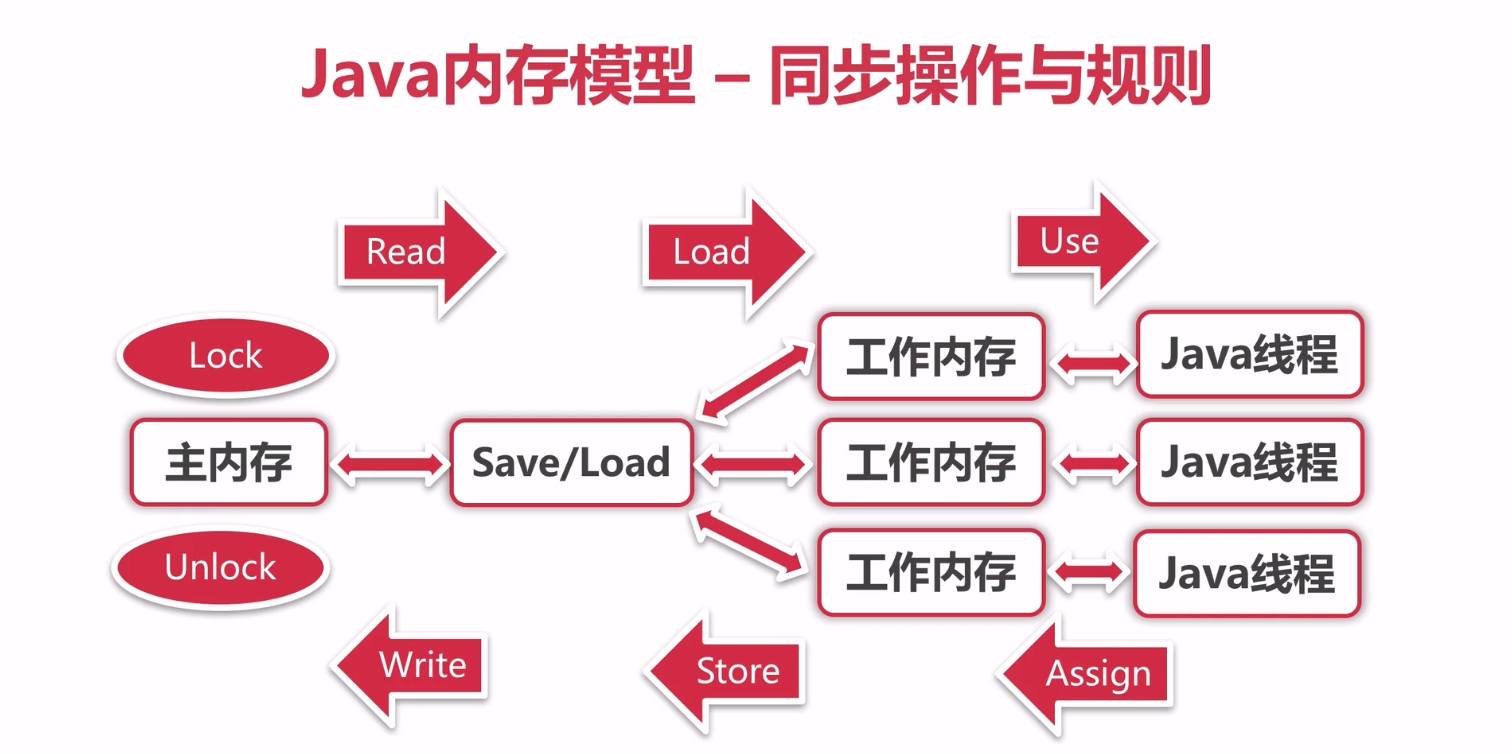 Java内存模型 – 同步操作与规则
Read
Load
Use
Lock
工作内存
Java线程
主内存
Save/Load
工作内存
Java线程
Unlock
工作内存
Java线程
Write
Store
Assign